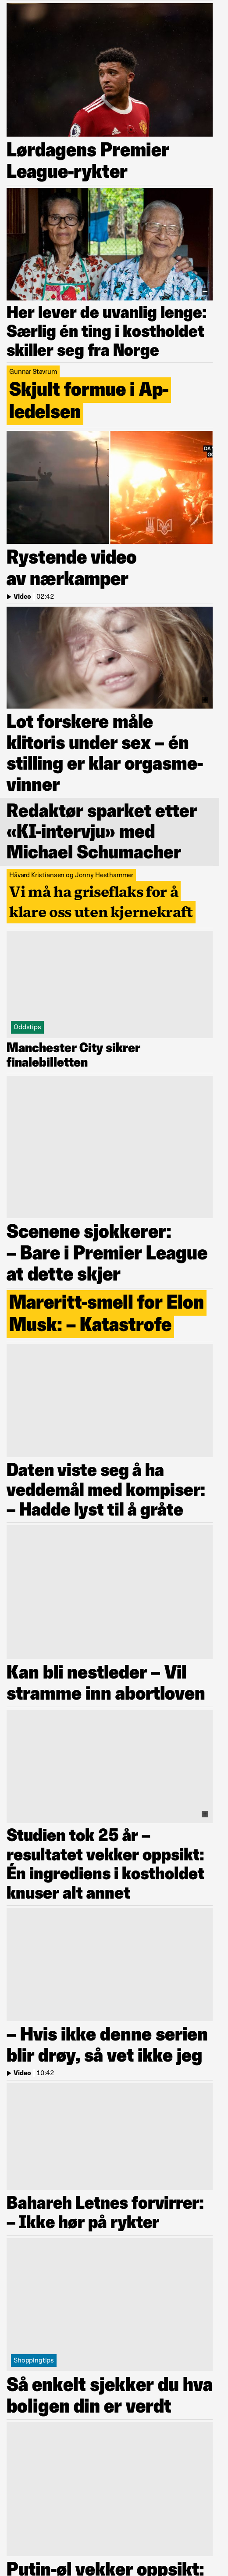 Lørdagens Premier
League-rykter
Her lever de uvanlig lenge:
Særlig én ting i kostholdet
skiller seg fra Norge
Gunnar Stavrum
Skjult formue i Ap-
ledelsen
Rystende video
av nærkamper
Video | 02:42
Lot forskere måle
klitoris under sex – én
stilling er klar orgasme-
vinner
Redaktør sparket etter
«KI-intervju» med
Michael Schumacher
Håvard Kristiansen og Jonny Hesthammer
Vi må ha griseflaks for å
klare oss uten kjernekraft
Oddstips
Manchester City sikrer
finalebilletten
Scenene sjokkerer:
– Bare i Premier League
at dette skjer
Mareritt-smell for Elon
Musk: – Katastrofe
Daten viste seg å ha
veddemål med kompiser:
– Hadde lyst til å gråte
Kan bli nestleder – Vil
stramme inn abortloven
Studien tok 25 år –
resultatet vekker oppsikt:
Én ingrediens i kostholdet
knuser alt annet
– Hvis ikke denne serien
blir drøy, så vet ikke jeg
Video | 10:42
Bahareh Letnes forvirrer:
– Ikke hør på rykter
Shoppingtips
Så enkelt sjekker du hva
boligen din er verdt
Putin-øl vekker oppsikt: